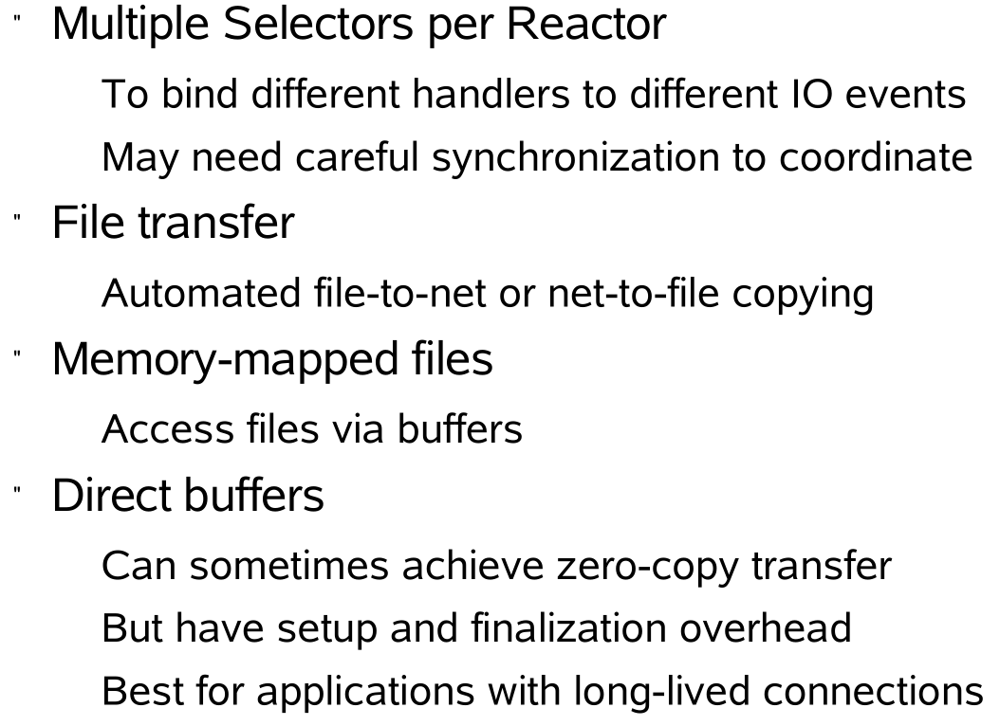 " Multiple Selectors per Reactor
To bind different handlers to different IO events
May need careful synchronization to coordinate
" File transfer
Automated file-to-net or net-to-file copying
" Memory-mapped files
Access files via buffers
" Direct buffers
Can sometimes achieve zero-copy transfer
But have setup and finalization overhead
Best for applications with long-lived connections